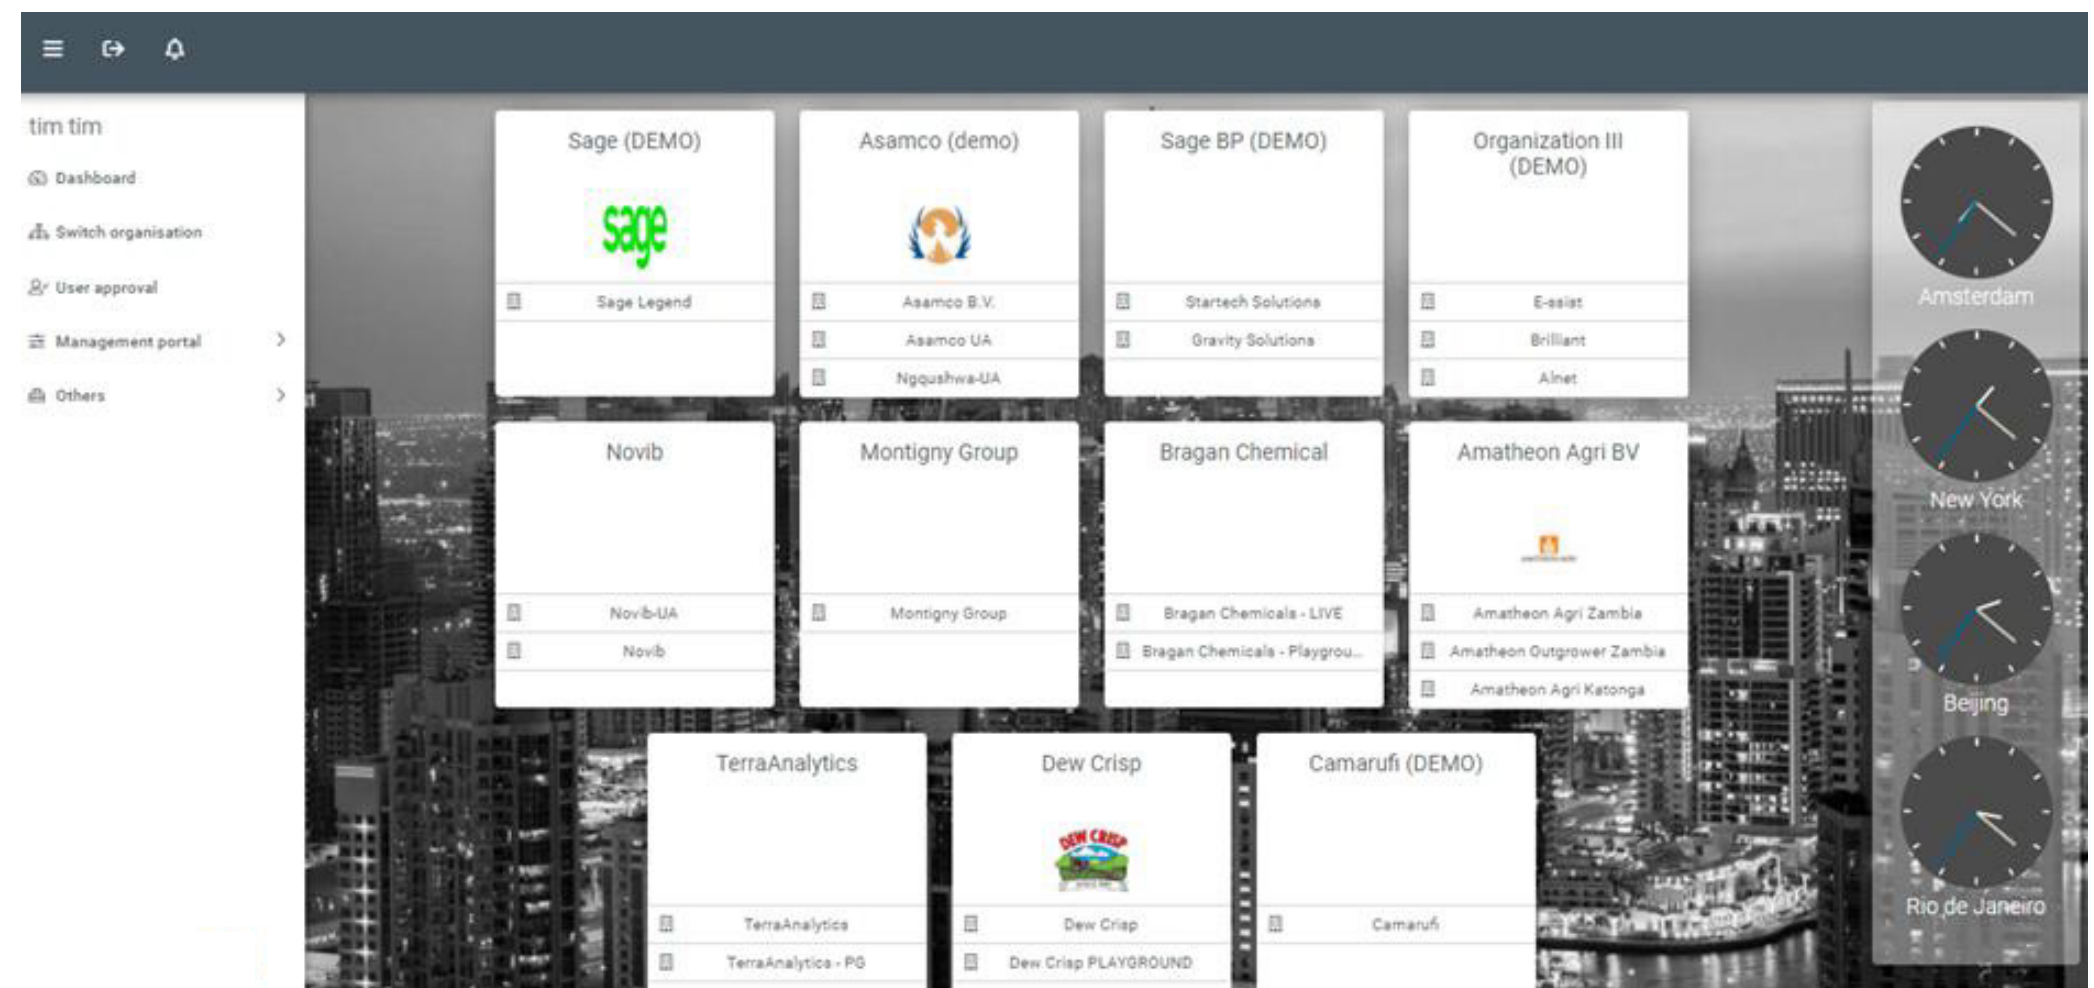 tim tim
Dashboard
Switch organisation
User approval
Management portal
Others
Sage (DEMO)
sage
Sage Legend
Asamco (demo)
Asamco B.V.
Asamco UA
Ngqushwa-UA
Sage BP (DEMO)
Startech Solutions
Gravity Solutions
Organization III
(DEMO)
E-ssist
Brilliant
Alnet
Novib
Novib-UA
Novib
Montigny Group
Montigny Group
Bragan Chemical
Bragan Chemicals - LIVE
Bragan Chemicals - Playgrou...
Amatheon Agri BV
Amatheon Agri Zambia
Amatheon Outgrower Zambia
Amatheon Agri Katonga
TerraAnalytics
TerraAnalytics
TerraAnalytics - PG
Dew Crisp
DEW CRISP
Dew Crisp
Dew Crisp PLAYGROUND
Camarufi (DEMO)
Camarufi
Amsterdam
New York
Beijing
Rio de Janeiro